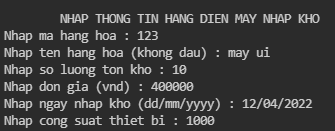 NHAP THONG TIN HANG DIEN MAY NHAP KHO
Nhap ma hang hoa : 123
Nhap ten hang hoa (khong dau) : may ui
Nhap so luong ton kho : 10
Nhap don gia (vnd) : 400000
Nhap ngay nhap kho (dd/mm/yyyy) : 12/04/2022
Nhap cong suat thiet bi : 1000